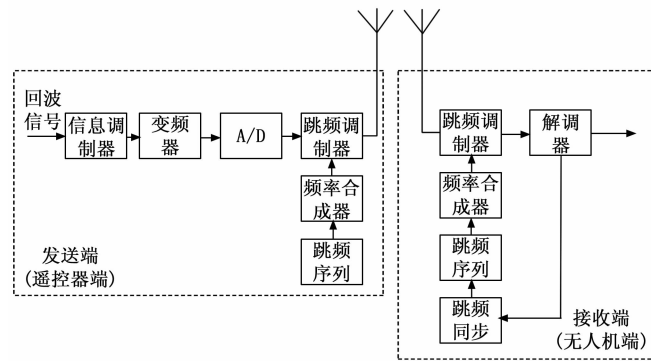 回波
信号
信息调
制器
变频
器
A/D
跳频调
制器
频率合
成器
跳频
序列
发送端
(遥控器端)
跳频调
制器
解调
器
频率合
成器
跳频
序列
跳频
同步
接收端
(无人机端)